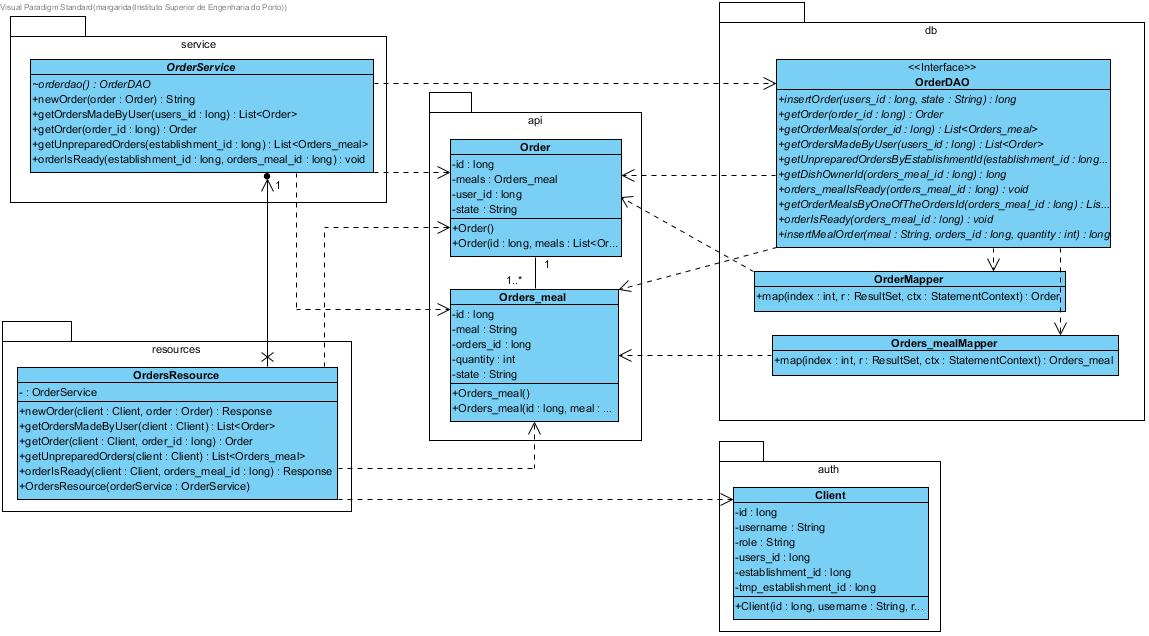 Visual Paradigm Standard(margarida(Instituto Superior de Engenharia do Porto))
service
OrderService
~orderdao() : OrderDAO
+newOrder(order : Order) : String
+getOrdersMadeByUser(users_id : long) : List<Order>
+getOrder(order_id : long) : Order
+getUnpreparedOrders(establishment_id : long) : List<Orders_meal>
+orderIsReady(establishment_id : long, orders_meal_id : long) : void
1
resources
OrdersResource
- : OrderService
+newOrder(client : Client, order : Order) : Response
+getOrdersMadeByUser(client : Client) : List<Order>
+getOrder(client : Client, order_id : long) : Order
+getUnpreparedOrders(client : Client) : List<Orders_meal>
+orderIsReady(client : Client, orders_meal_id : long) : Response
+OrdersResource(orderService : OrderService)
api
Order
-id : long
-meals : Orders_meal
-user_id : long
-state : String
+Order()
+Order(id : long, meals : List<Or...
1
1..*
Orders_meal
-id : long
-meal : String
-orders_id : long
-quantity : int
-state : String
+Orders_meal()
+Orders_meal(id : long, meal : ...
db
<<Interface>>
OrderDAO
+insertOrder(users_id : long, state : String) : long
+getOrder(order_id : long) : Order
+getOrderMeals(order_id : long) : List<Orders_meal>
+getOrdersMadeByUser(users_id : long) : List<Order>
+getUnpreparedOrdersByEstablishmentId(establishment_id : long...
+getDishOwnerId(orders_meal_id : long) : long
+orders_mealIsReady(orders_meal_id : long) : void
+getOrderMealsByOneOfTheOrdersId(orders_meal_id : long) : Lis...
+orderIsReady(orders_meal_id : long) : void
+insertMealOrder(meal : String, orders_id : long, quantity : int) : long
OrderMapper
+map(index : int, r : ResultSet, ctx : StatementContext) : Order
Orders_mealMapper
+map(index : int, r : ResultSet, ctx : StatementContext) : Orders_meal
auth
Client
-id : long
-username : String
-role : String
-users_id : long
-establishment_id : long
-tmp_establishment_id : long
+Client(id : long, username : String, r...